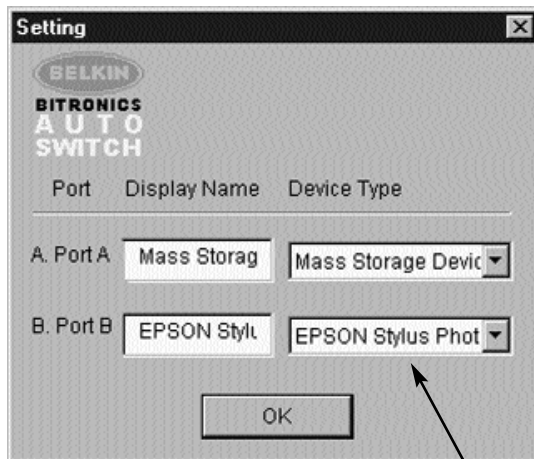 Setting
BELKIN
BITRONICS
AUTO
SWITCH
Port Display Name Device Type
A. Port A Mass Storag Mass Storage Devic
B. Port B EPSON Styl EPSON Stylus Phot
OK